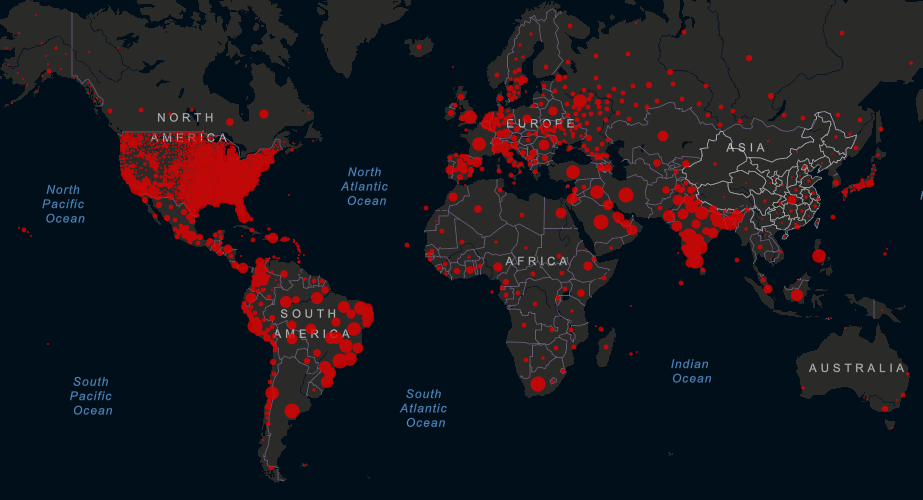 NORTH
AMERICA
EUROPE
ASIA
North
Atlantic
Ocean
North
Pacific
Ocean
AFRICA
SOUTH
AMERICA
Indian
Ocean
AUSTRALIA
South
Pacific
Ocean
South
Atlantic
Ocean